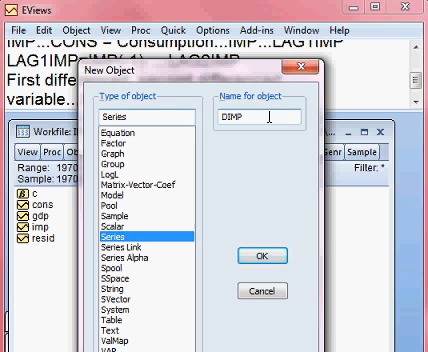 EViews
File Edit Object View Proc Quick Options Add-ins Window Help
IMP...CONS = Consumption...IMP...LAG1IMP
LAG1IMP=IMP(-1)
First diffe
variable...
New Object
Type of object
Name for object
Series
DIMP
Equation
Factor
Graph
Group
LogL
Matrix-Vector-Coef
Model
Pool
Sample
Scalar
Series
Series Link
Series Alpha
Spool
SSpace
String
SVector
System
Table
Text
ValMap
VAR
OK
Cancel
Workfile: I
View Proc Ob
Genr Sample
Range: 1970
Filter: *
Sample: 1970
c
cons
gdp
imp
resid